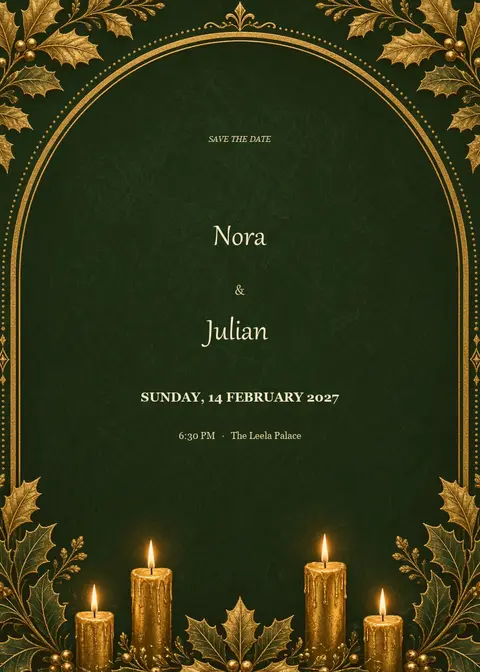 SAVE THE DATE
Nora
&
Julian
SUNDAY, 14 FEBRUARY 2027
6:30 PM · The Leela Palace